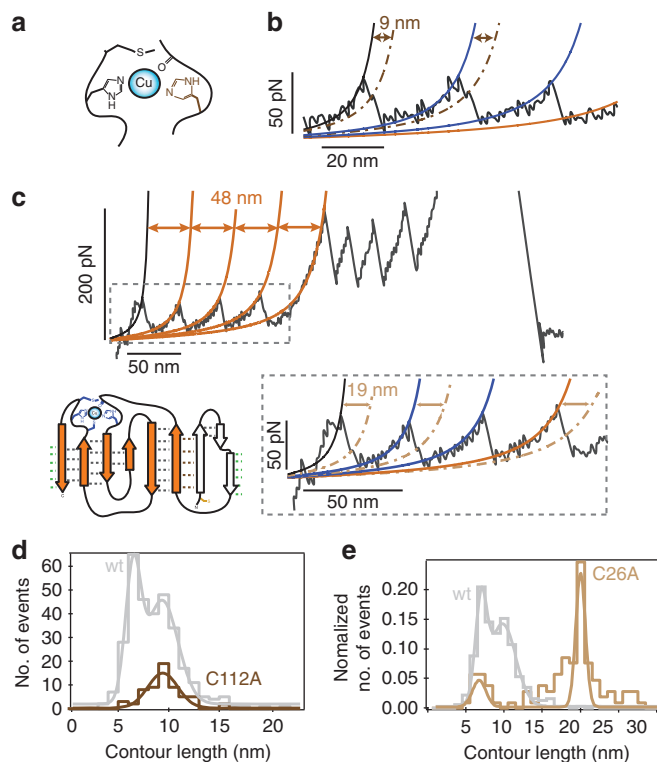 a
S
O
N
N
H
Cu
N
NH
b
9 nm
50 pN
20 nm
c
48 nm
200 pN
50 nm
19 nm
50 pN
50 nm
d
No. of events
60
50
40
30
20
10
0
wt
C112A
0 5 10 15 20
Contour length (nm)
e
Nomalized
no. of events
0.20
0.15
0.10
0.05
0.00
wt
C26A
0 5 10 15 20 25 30
Contour length (nm)